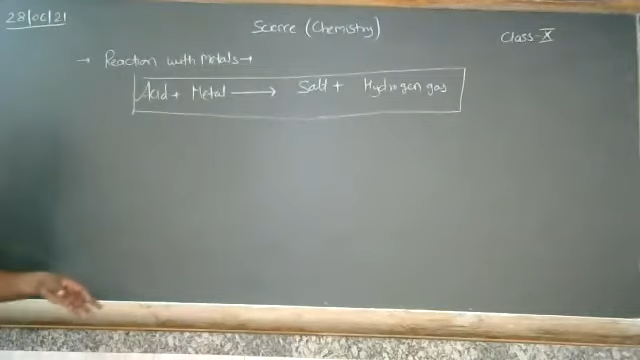 28/06/21
Science (Chemistry)
Class-X
→ Reaction with Metals →
Acid + Metal ⟶ Salt + Hydrogen gas